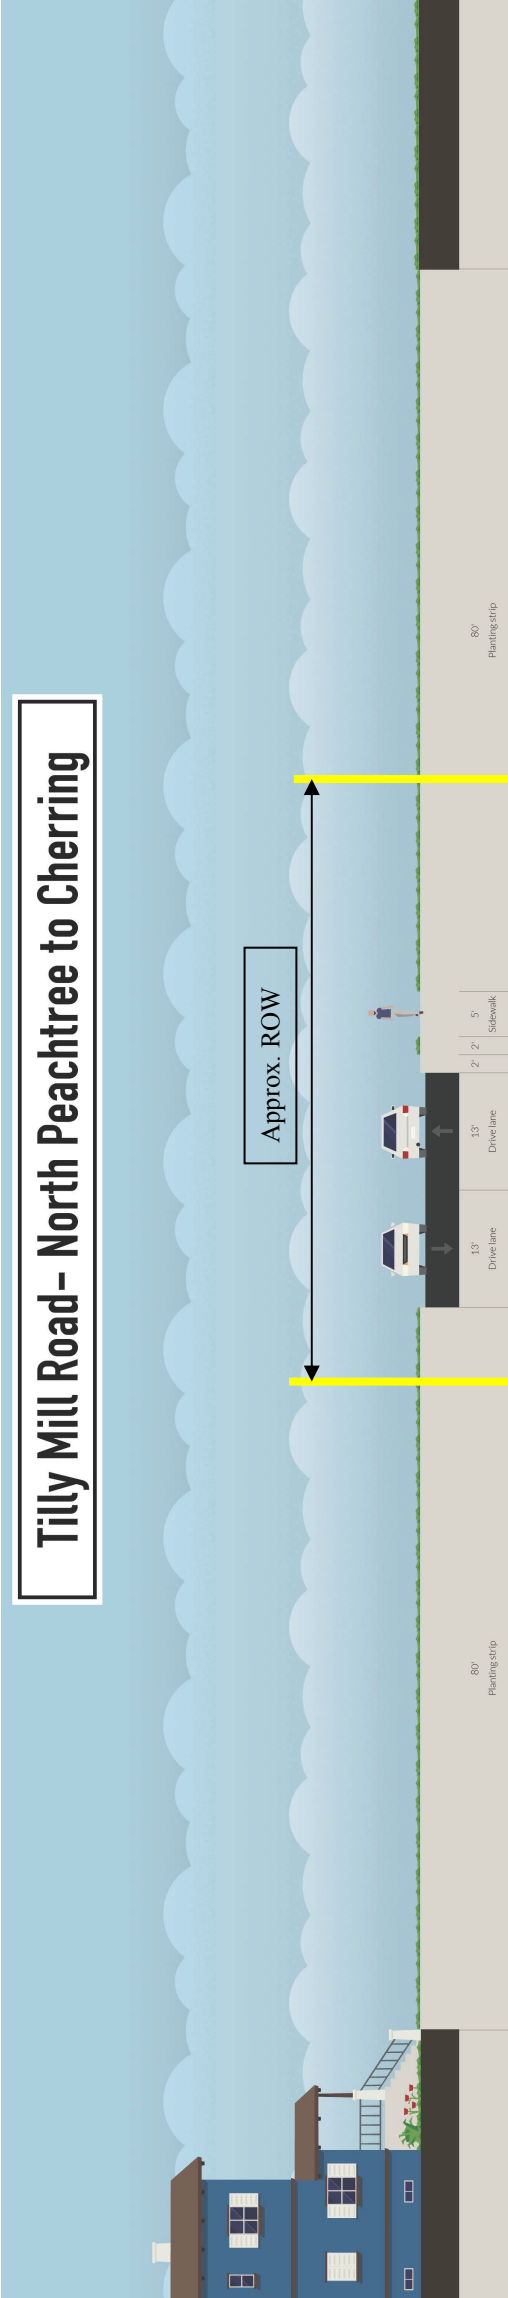 Tilly Mill Road– North Peachtree to Cherring
Approx. ROW
80'
Planting strip
13'
Drive lane
13'
Drive lane
2'
2'
5'
Sidewalk
80'
Planting strip